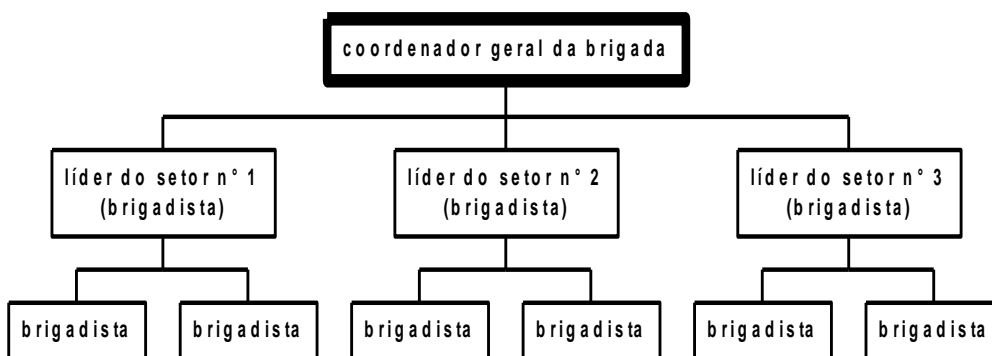 coordenador geral da brigada
líder do setor n° 1
(brigadista)
líder do setor n° 2
(brigadista)
líder do setor n° 3
(brigadista)
brigadista
brigadista
brigadista
brigadista
brigadista
brigadista